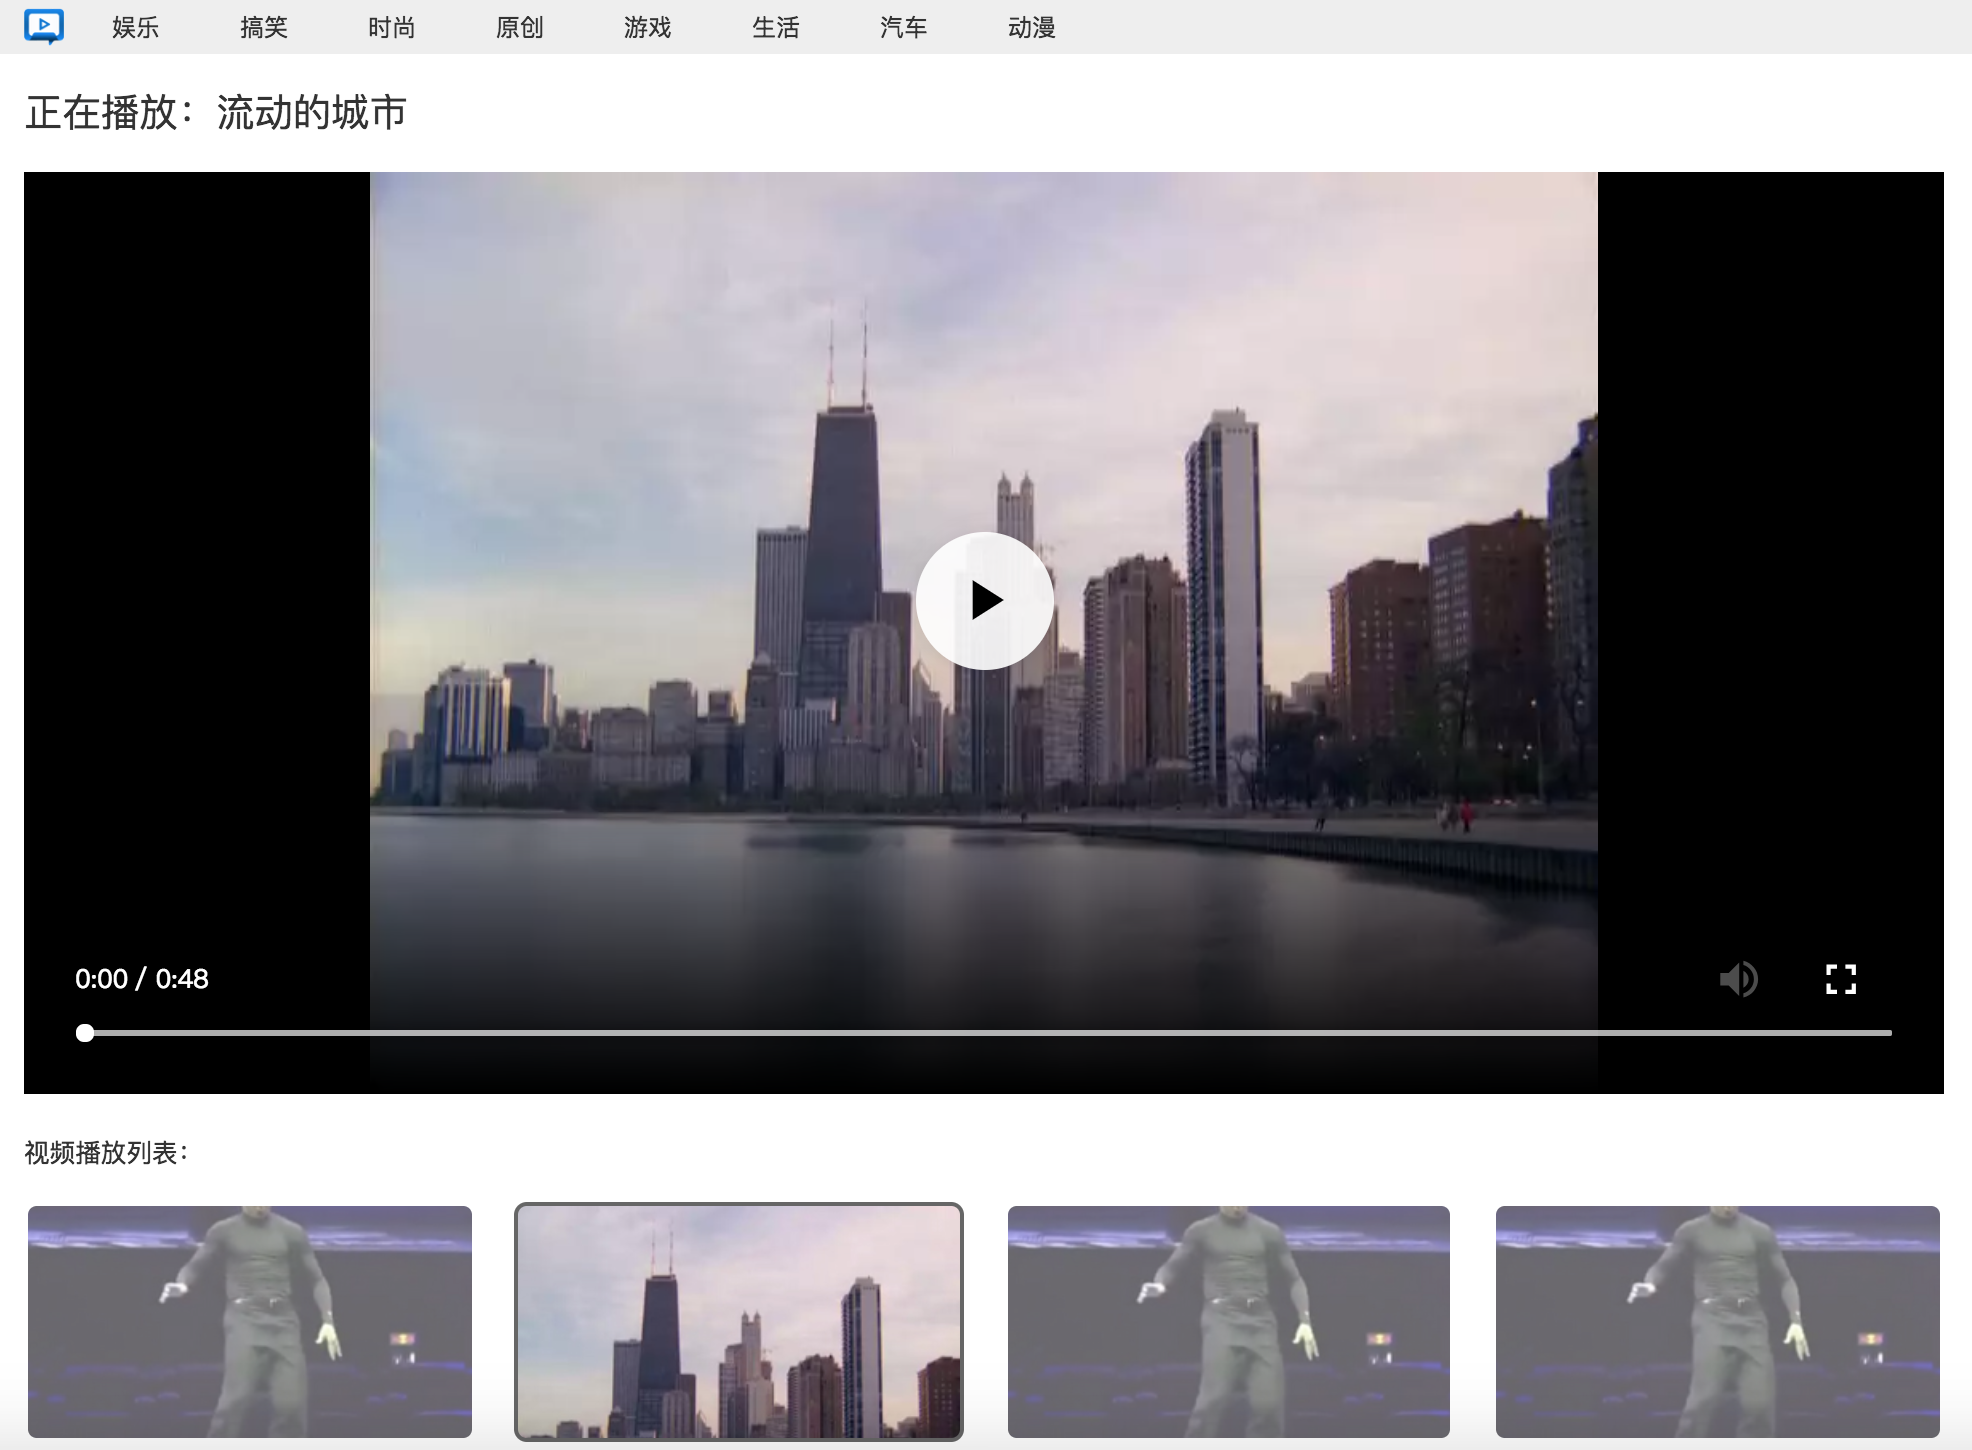 娱乐 搞笑 时尚 原创 游戏 生活 汽车 动漫
正在播放：流动的城市
0:00 / 0:48
视频播放列表：